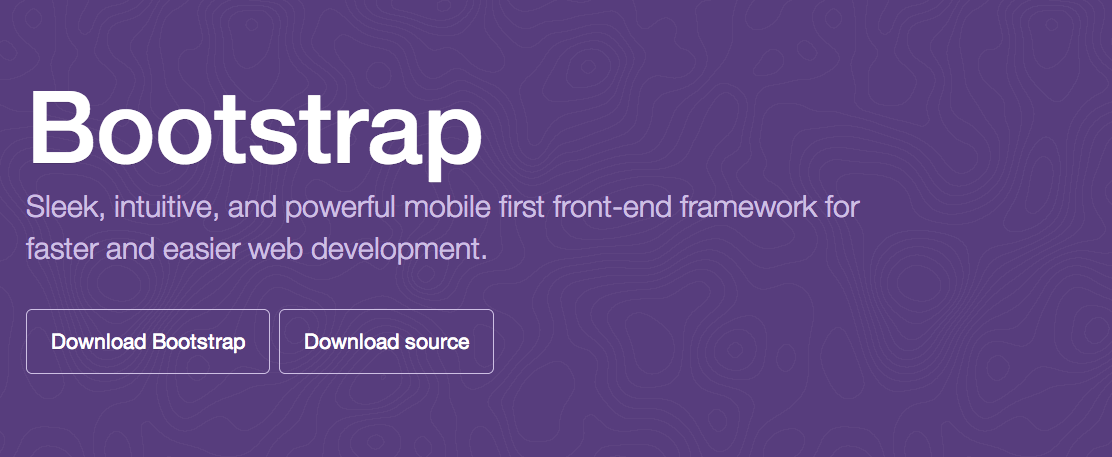 Bootstrap
Sleek, intuitive, and powerful mobile first front-end framework for
faster and easier web development.
Download Bootstrap
Download source